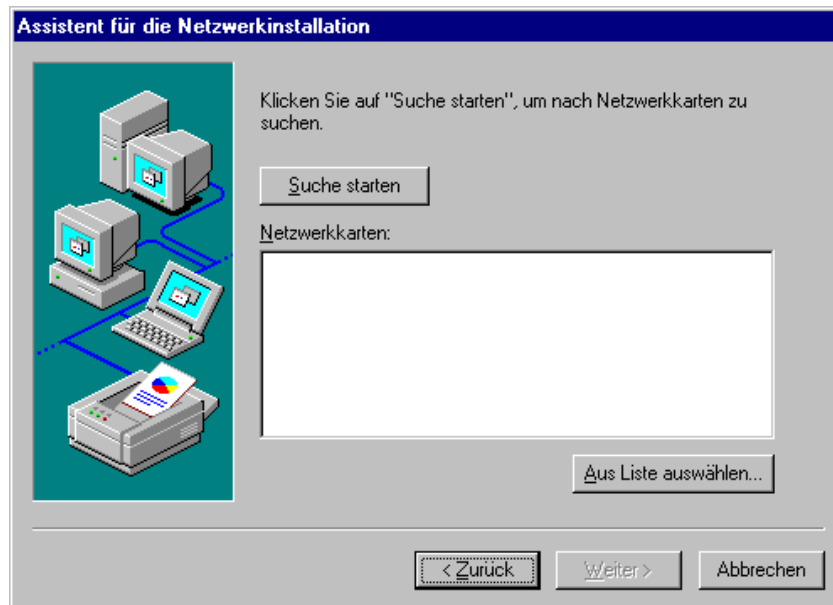 Assistent für die Netzwerkinstallation
Klicken Sie auf "Suche starten", um nach Netzwerkkarten zu
suchen.
Suche starten
Netzwerkkarten:
Aus Liste auswählen...
< Zurück
Weiter >
Abbrechen